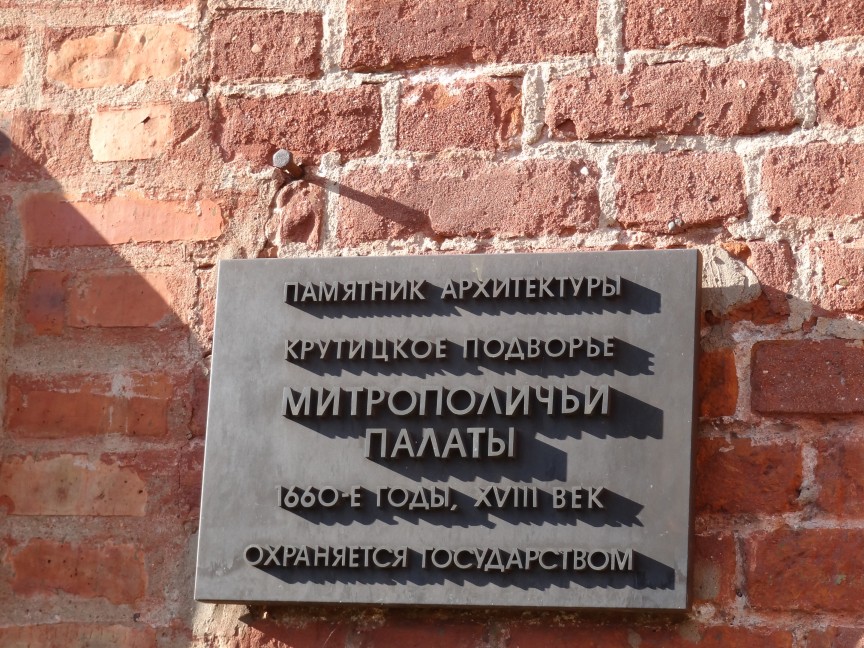 ПАМЯТНИК АРХИТЕКТУРЫ
КРУТИЦКОЕ ПОДВОРЬЕ
МИТРОПОЛИЧЬИ
ПАЛАТЫ
1660-Е ГОДЫ, XVIII ВЕК
ОХРАНЯЕТСЯ ГОСУДАРСТВОМ